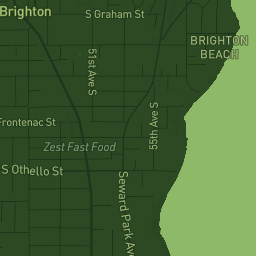 S Graham St
Brighton
BRIGHTON
BEACH
51st Ave S
55th Ave S
Frontenac St
Zest Fast Food
S Othello St
Seward Park Ave